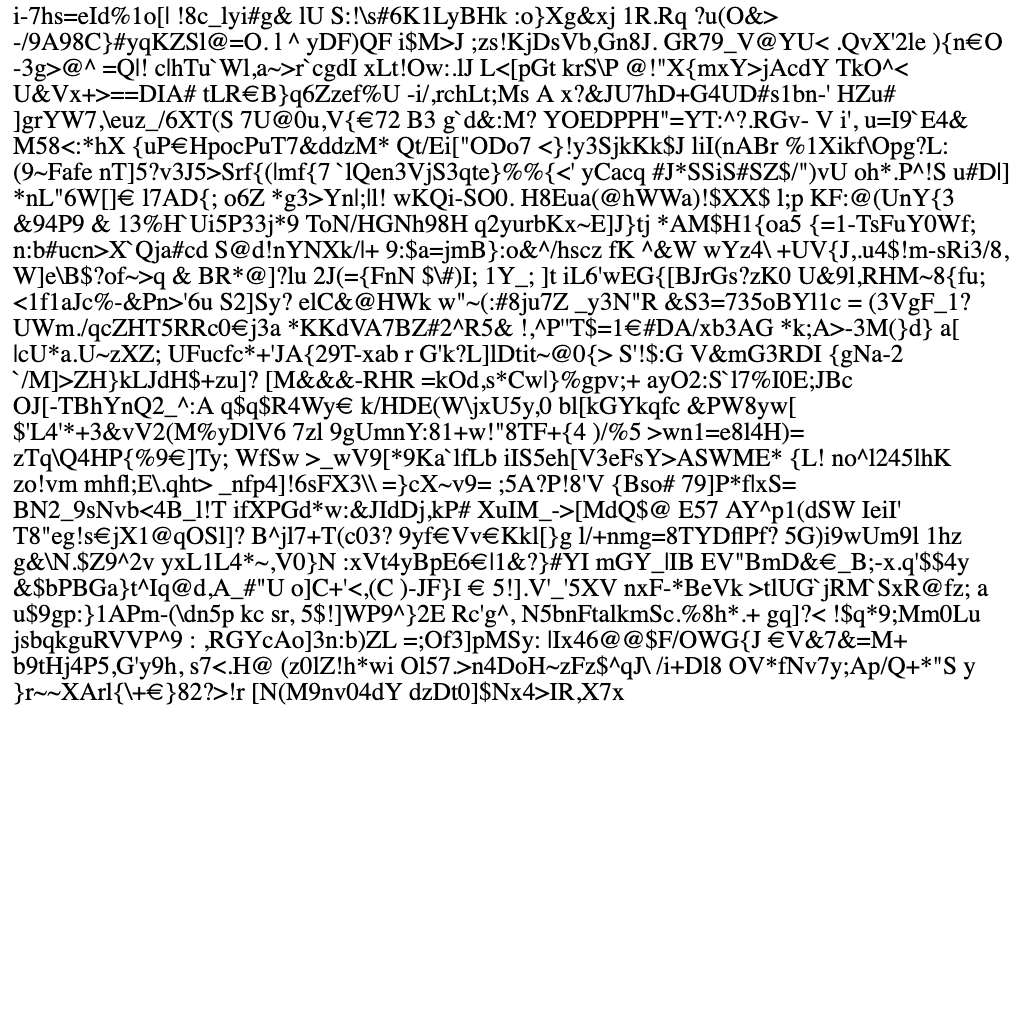 i-7hs=eId%1o[| !8c_lyi#g& lU S:!\s#6K1LyBHk :o}Xg&xj 1R.Rq ?u(O&>
-/9A98C}#yqKZSl@=O. l ^ yDF)QF i$M>J ;zs!KjDsVb,Gn8J. GR79_V@YU< .QvX'2le ){n€O
-3g>@^ =Q|! c|hTu`Wl,a~>r`cgdI xLt!Ow:.lJ L<[pGt krS\P @!"X{mxY>jAcdY TkO^<
U&Vx+>==DIA# tLR€B}q6Zzef%U -i/,rchLt;Ms A x?&JU7hD+G4UD#s1bn-' HZu#
]grYW7,\euz_/6XT(S 7U@0u,V{€72 B3 g`d&:M? YOEDPPH"=YT:^?.RGv- V i', u=I9`E4&
M58<:*hX {uP€HpocPuT7&ddzM* Qt/Ei["ODo7 <}!y3SjkKk$J liI(nABr %1Xikf\Opg?L:
(9~Fafe nT]5?v3J5>Srf{(|mf{7 `lQen3VjS3qte}%%{<' yCacq #J*SSiS#SZ$/")vU oh*.P^!S u#D|]
*nL"6W[]€ l7AD{; o6Z *g3>Yn|;ll! wKQi-SO0. H8Eua(@hWWa)!$XX$ l;p KF:@(UnY{3
&94P9 & 13%H`Ui5P33j*9 ToN/HGNh98H q2yurbKx~E]J}tj *AM$H1{oa5 {=1-TsFuY0Wf;
n:b#ucn>X`Qja#cd S@d!nYNXk/|+ 9:$a=jmB}:o&^/hscz fK ^&W wYz4\ +UV{J,.u4$!m-sRi3/8,
W]e\B$?of~>q & BR*@]?lu 2J(={FnN $\#)I; 1Y_; ]t iL6'wEG{[BJrGs?zK0 U&9l,RHM~8{fu;
<1f1aJc%-&Pn>'6u S2]Sy? elC&@HWk w"~(:#8ju7Z _y3N"R &S3=735oBYl1c = (3VgF_1?
UWm./qcZHT5RRc0€j3a *KKdVA7BZ#2^R5& !,^P"T$=1€#DA/xb3AG *k;A>-3M(}d} a[
|cU*a.U~zXZ; UFucfc*+'JA{29T-xab r G'k?L]lDtit~@0{> S'!$:G V&mG3RDI {gNa-2
`/M]>ZH}kLJdH$+zu]? [M&&&-RHR =kOd,s*Cw|}%gpv;+ ayO2:S`l7%I0E;JBc
OJ[-TBhYnQ2_^:A q$q$R4Wy€ k/HDE(W\jxU5y,0 bl[kGYkqfc &PW8yw[
$'L4'*+3&vV2(M%yDlV6 7zl 9gUmnY:81+w!"8TF+{4 )/%5 >wn1=e8l4H)=
zTq\Q4HP{%9€]Ty; WfSw >_wV9[*9Ka`lfLb iIS5eh[V3eFsY>ASWME* {L! no^l245lhK
zo!vm mhfl;E\.qht> _nfp4]!6sFX3\\ =}cX~v9= ;5A?P!8'V {Bso# 79]P*f|xS=
BN2_9sNvb<4B_l!T ifXPGd*w:&JIdDj,kP# XuIM_->[MdQ$@ E57 AY^p1(dSW IeiI'
T8"eg!s€jX1@qOSl]? B^jl7+T(c03? 9yf€Vv€Kkl[}g l/+nmg=8TYDflPf? 5G)i9wUm9l 1hz
g&\N.$Z9^2v yxL1L4*~,V0}N :xVt4yBpE6€|1&?}#YI mGY_|IB EV"BmD&€_B;-x.q'$$4y
&$bPBGa}t^Iq@d,A_#"U o]C+'<,(C )-JF}I € 5!].V'_'5XV nxF-*BeVk >tlUG`jRM`SxR@fz; a
u$9gp:}1APm-(\dn5p kc sr, 5$!]WP9^}2E Rc'g^, N5bnFtalkmSc.%8h*.+ gq]?< !$q*9;Mm0Lu
jsbqkguRVVP^9 : ,RGYcAo]3n:b)ZL =;Of3]pMSy: |Ix46@@$F/OWG{J €V&7&=M+
b9tHj4P5,G'y9h, s7<.H@ (z0lZ!h*wi Ol57.>n4DoH~zFz$^qJ\ /i+Dl8 OV*fNv7y;Ap/Q+*"S y
}r~~XArl{\+€}82?>!r [N(M9nv04dY dzDt0]$Nx4>IR,X7x